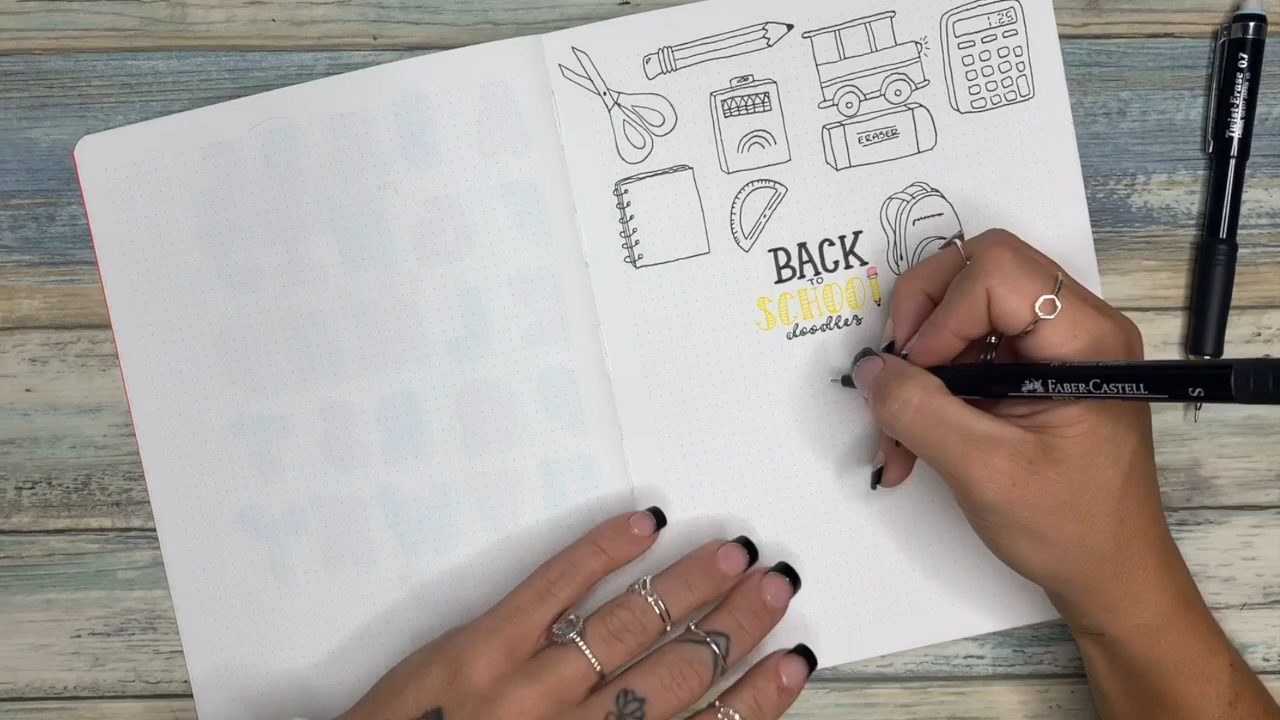 1.25
ERASER
BACK
TO
SCHOOl
doodles
FABER-CASTELL
S
Twist-Erase 0.7